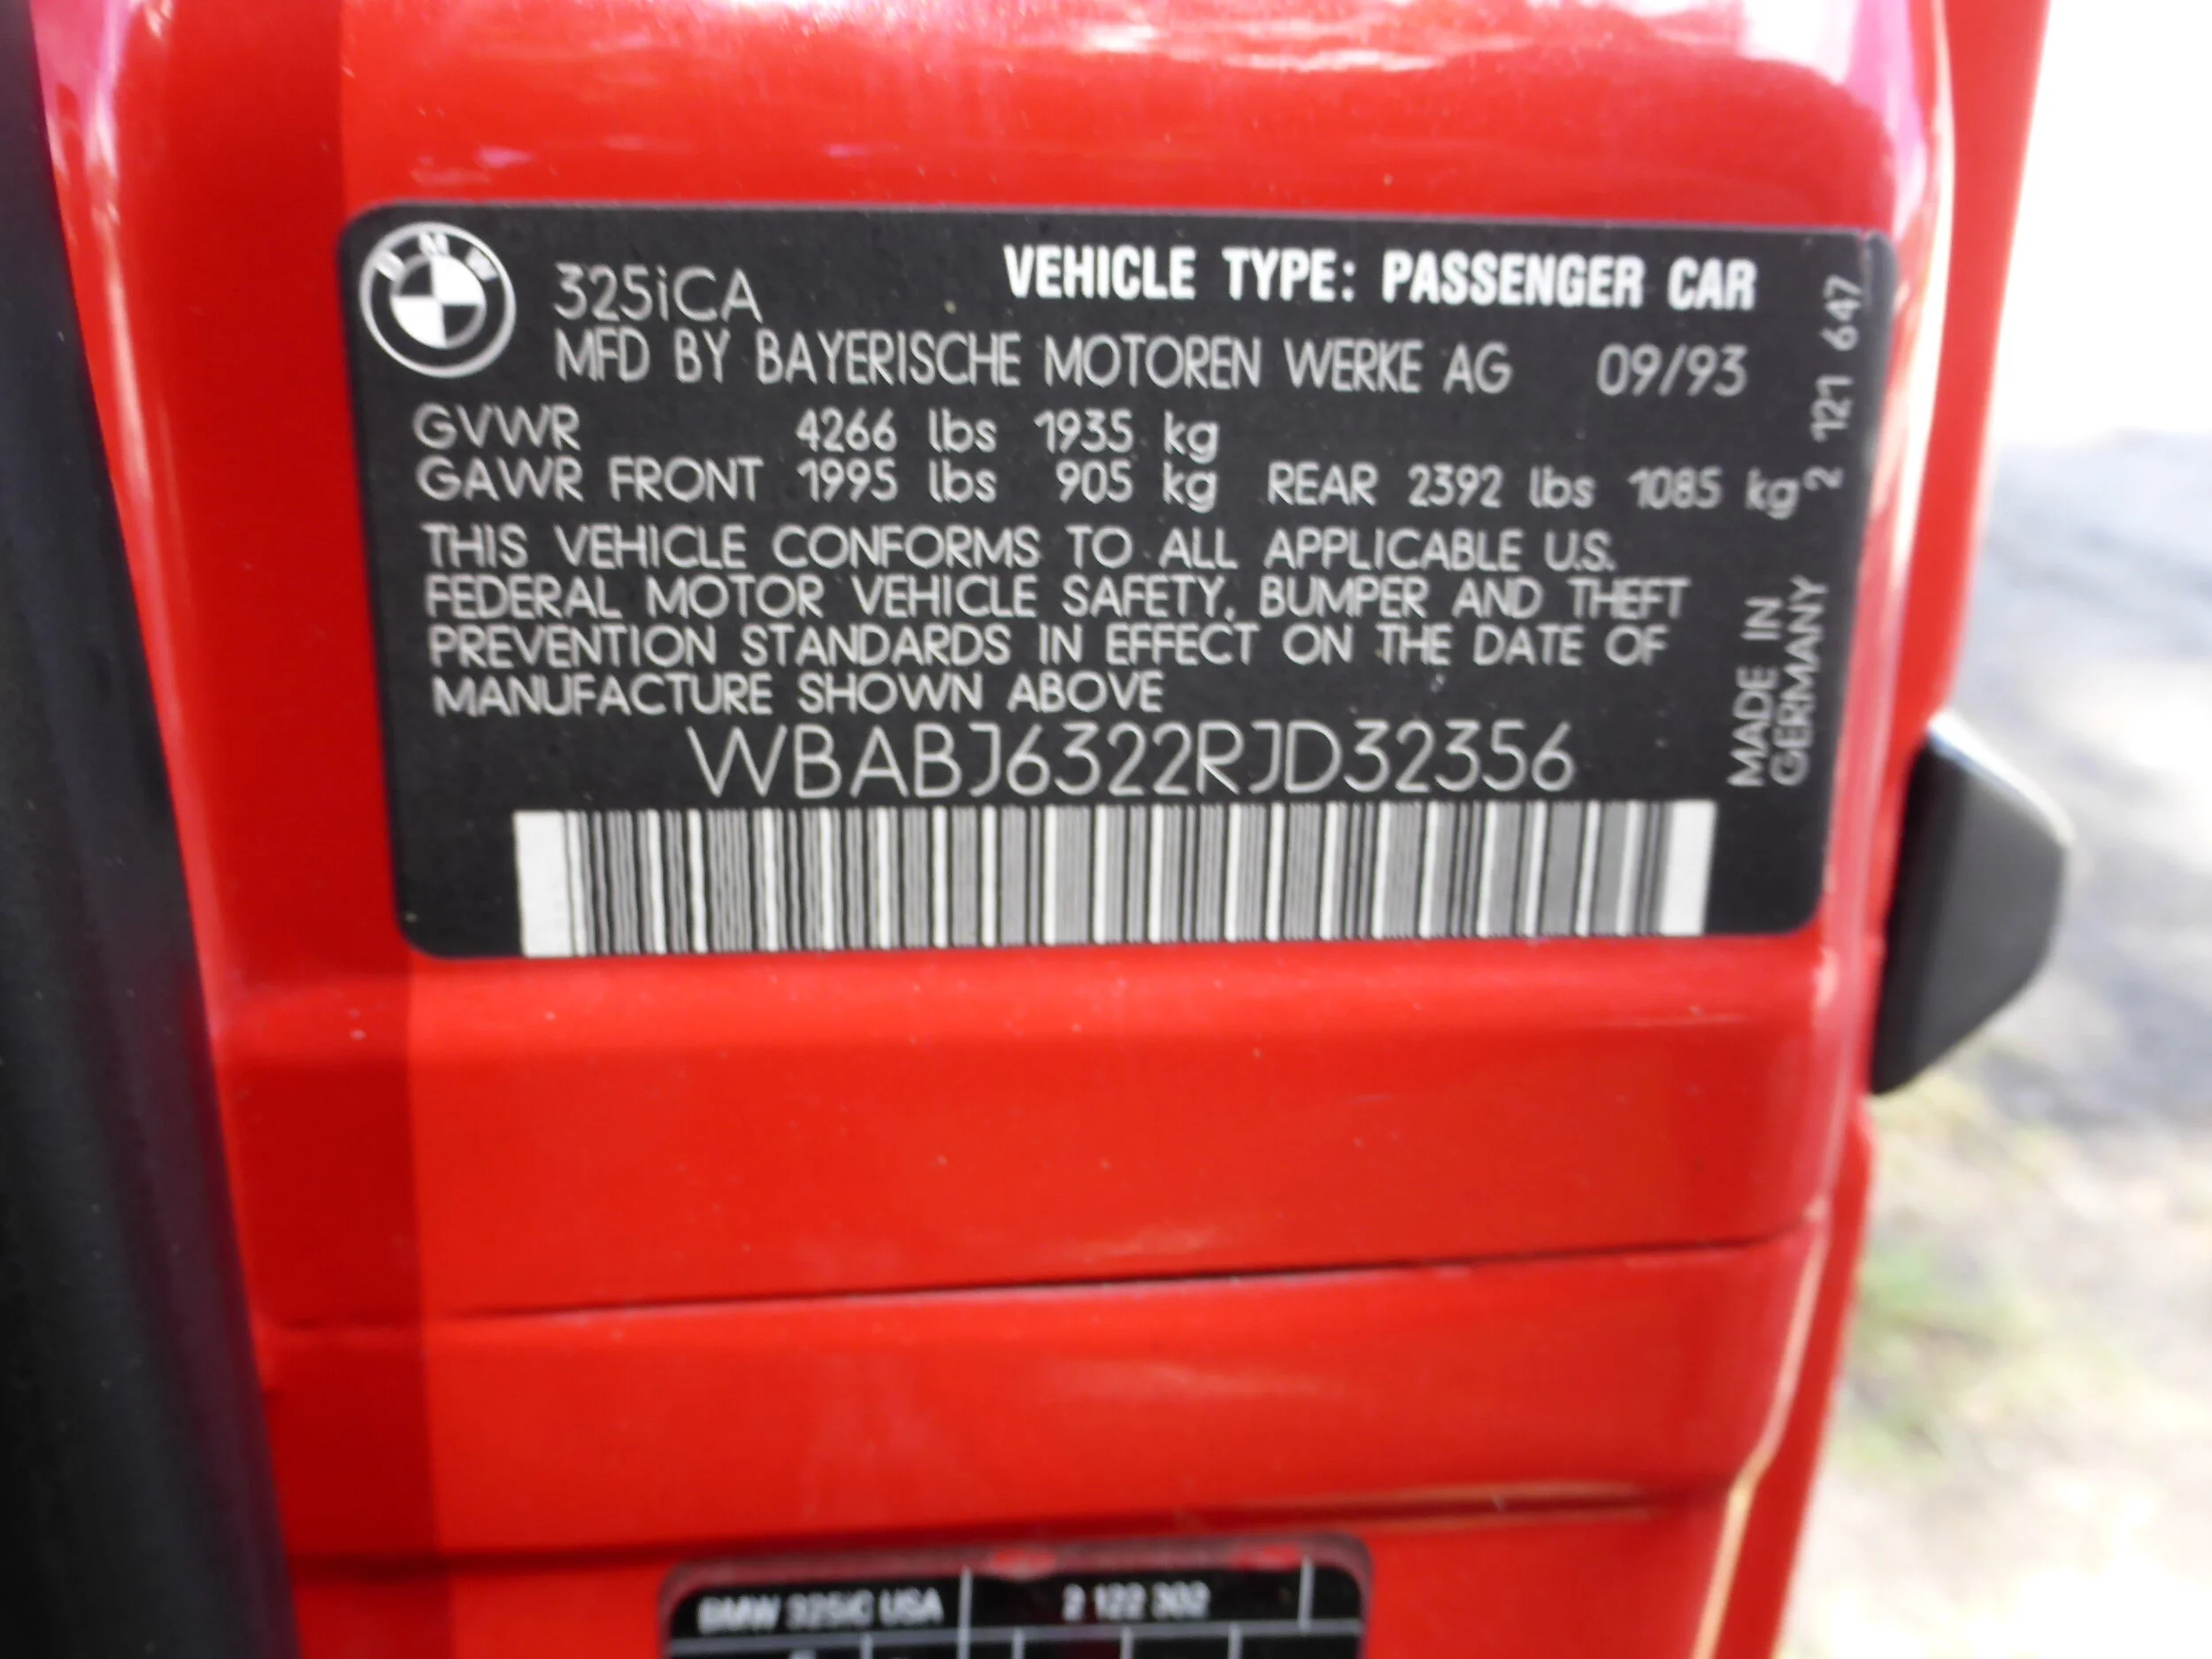 BMW
325iCA
VEHICLE TYPE: PASSENGER CAR
MFD BY BAYERISCHE MOTOREN WERKE AG 09/93
GVWR 4266 lbs 1935 kg
GAWR FRONT 1995 lbs 905 kg REAR 2392 lbs 1085 kg
THIS VEHICLE CONFORMS TO ALL APPLICABLE U.S.
FEDERAL MOTOR VEHICLE SAFETY, BUMPER AND THEFT
PREVENTION STANDARDS IN EFFECT ON THE DATE OF
MANUFACTURE SHOWN ABOVE
WBABJ6322RJD32356
MADE IN
GERMANY
2 121 647
BMW 325iC USA 2 122 302